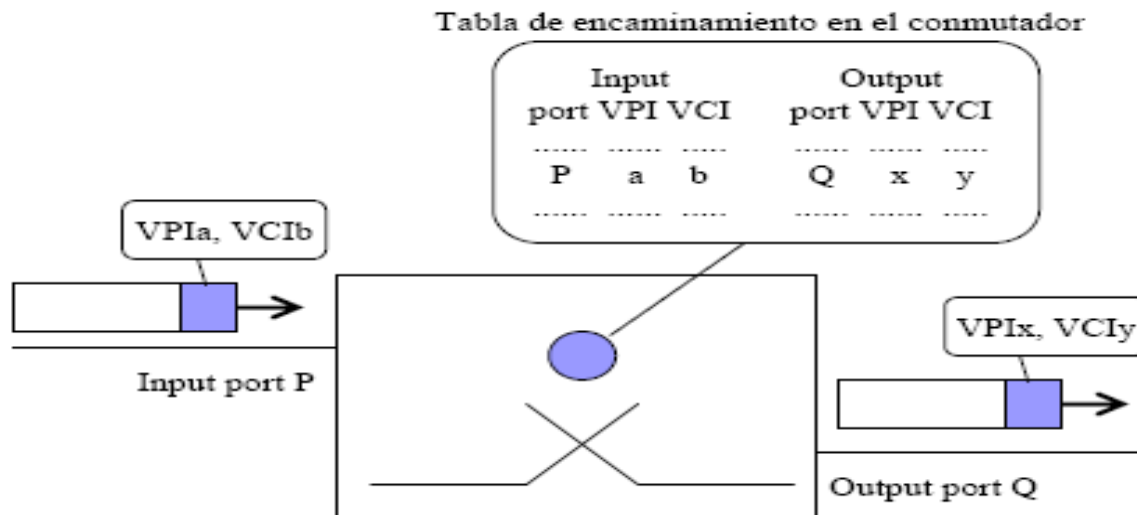 Tabla de encaminamiento en el conmutador
Input Output
port VPI VCI port VPI VCI
...... ...... ...... ...... ...... ......
P a b Q x y
...... ...... ...... ...... ...... ......
VPIa, VCIb
VPIx, VCIy
Input port P
Output port Q